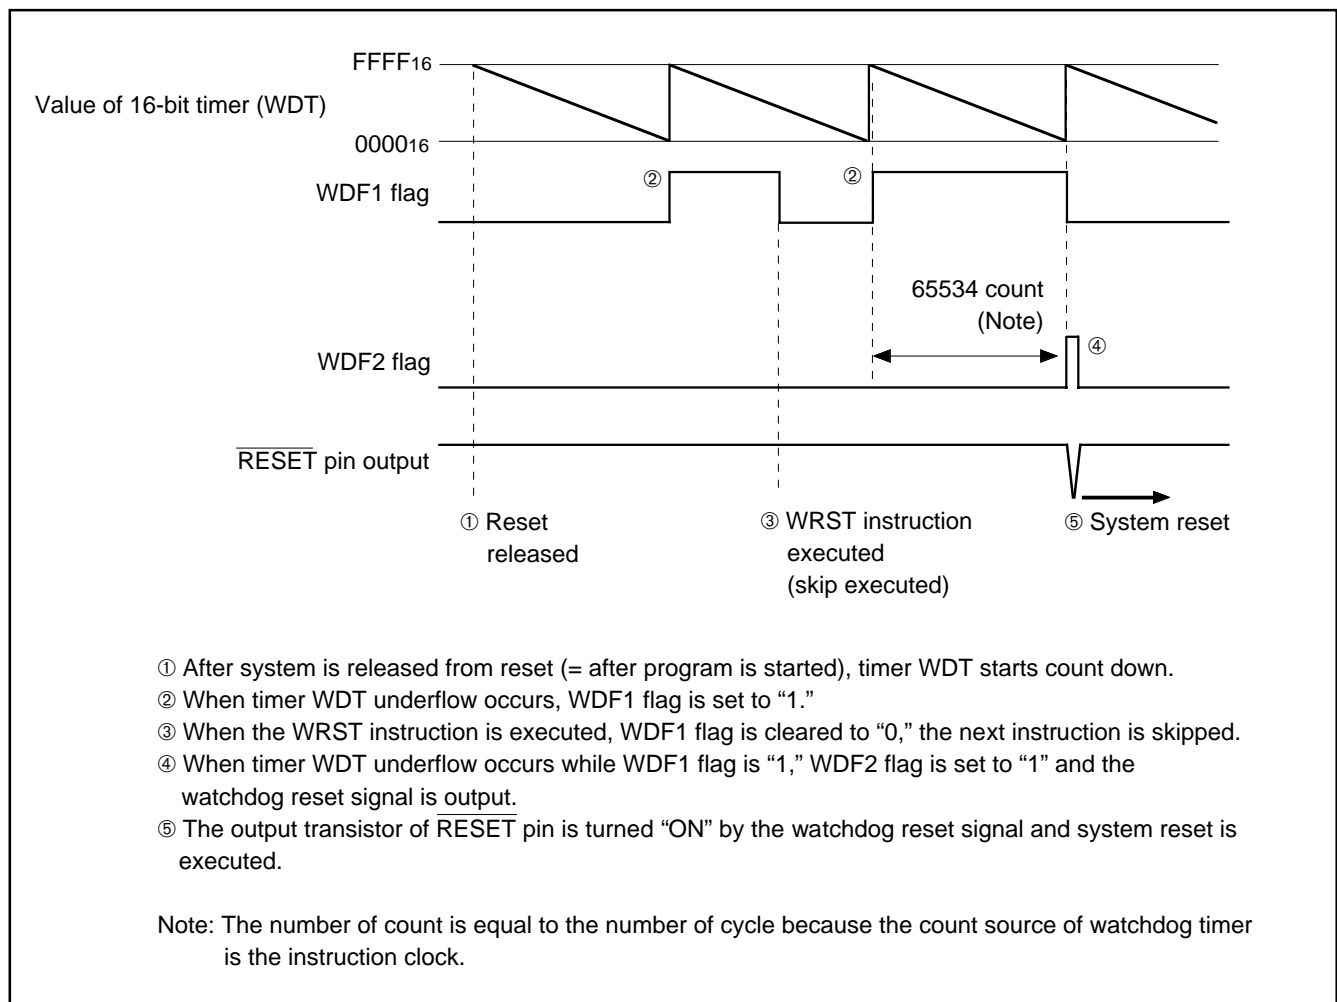 FFFF16
Value of 16-bit timer (WDT)
000016
WDF1 flag
②
②
65534 count
(Note)
WDF2 flag
④
RESET pin output
① Reset
released
③ WRST instruction
executed
(skip executed)
⑤ System reset
① After system is released from reset (= after program is started), timer WDT starts count down.
② When timer WDT underflow occurs, WDF1 flag is set to “1.”
③ When the WRST instruction is executed, WDF1 flag is cleared to “0,” the next instruction is skipped.
④ When timer WDT underflow occurs while WDF1 flag is “1,” WDF2 flag is set to “1” and the
watchdog reset signal is output.
⑤ The output transistor of RESET pin is turned “ON” by the watchdog reset signal and system reset is
executed.
Note: The number of count is equal to the number of cycle because the count source of watchdog timer
is the instruction clock.